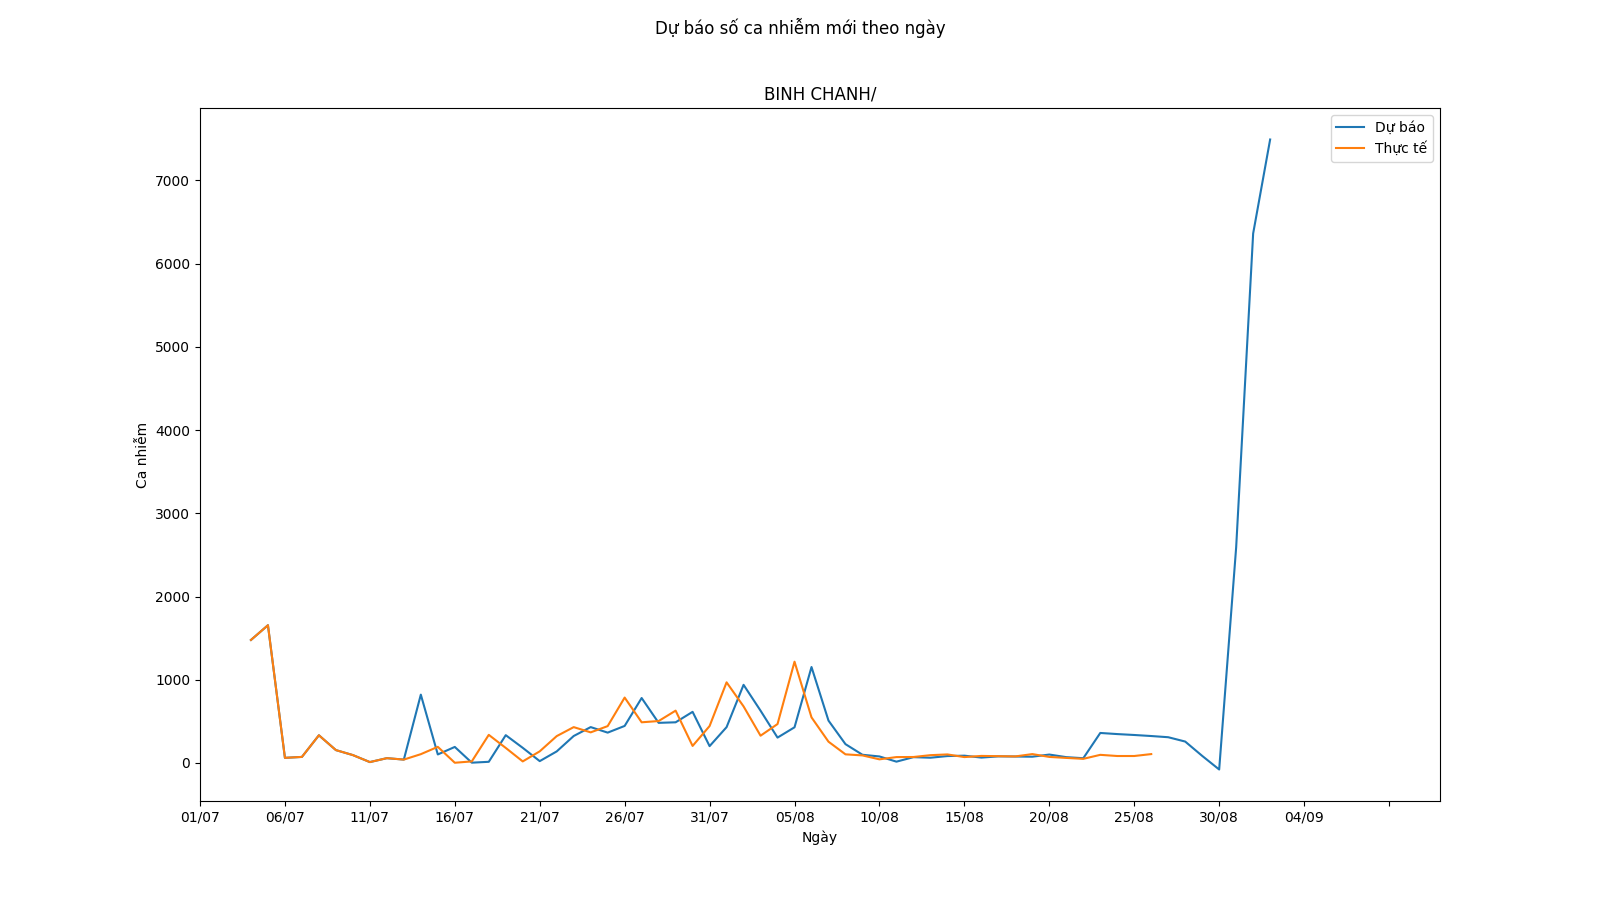 Dự báo số ca nhiễm mới theo ngày
BINH CHANH/
Dự báo
Thực tế
7000
6000
5000
4000
3000
2000
1000
0
Ca nhiễm
01/07 06/07 11/07 16/07 21/07 26/07 31/07 05/08 10/08 15/08 20/08 25/08 30/08 04/09
Ngày